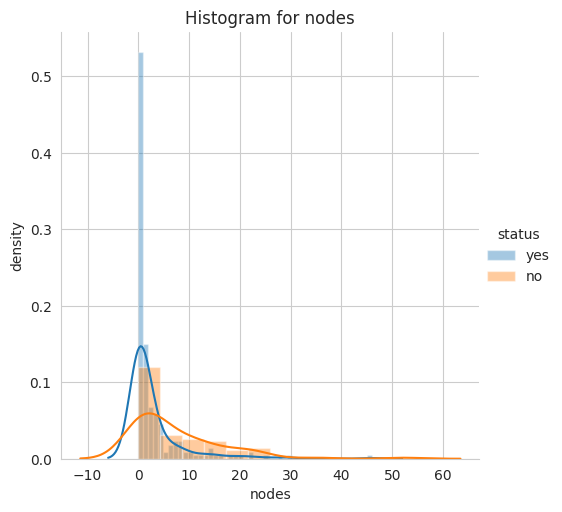 Histogram for nodes
density
0.5
0.4
0.3
0.2
0.1
0.0
−10 0 10 20 30 40 50 60
nodes
status
yes
no